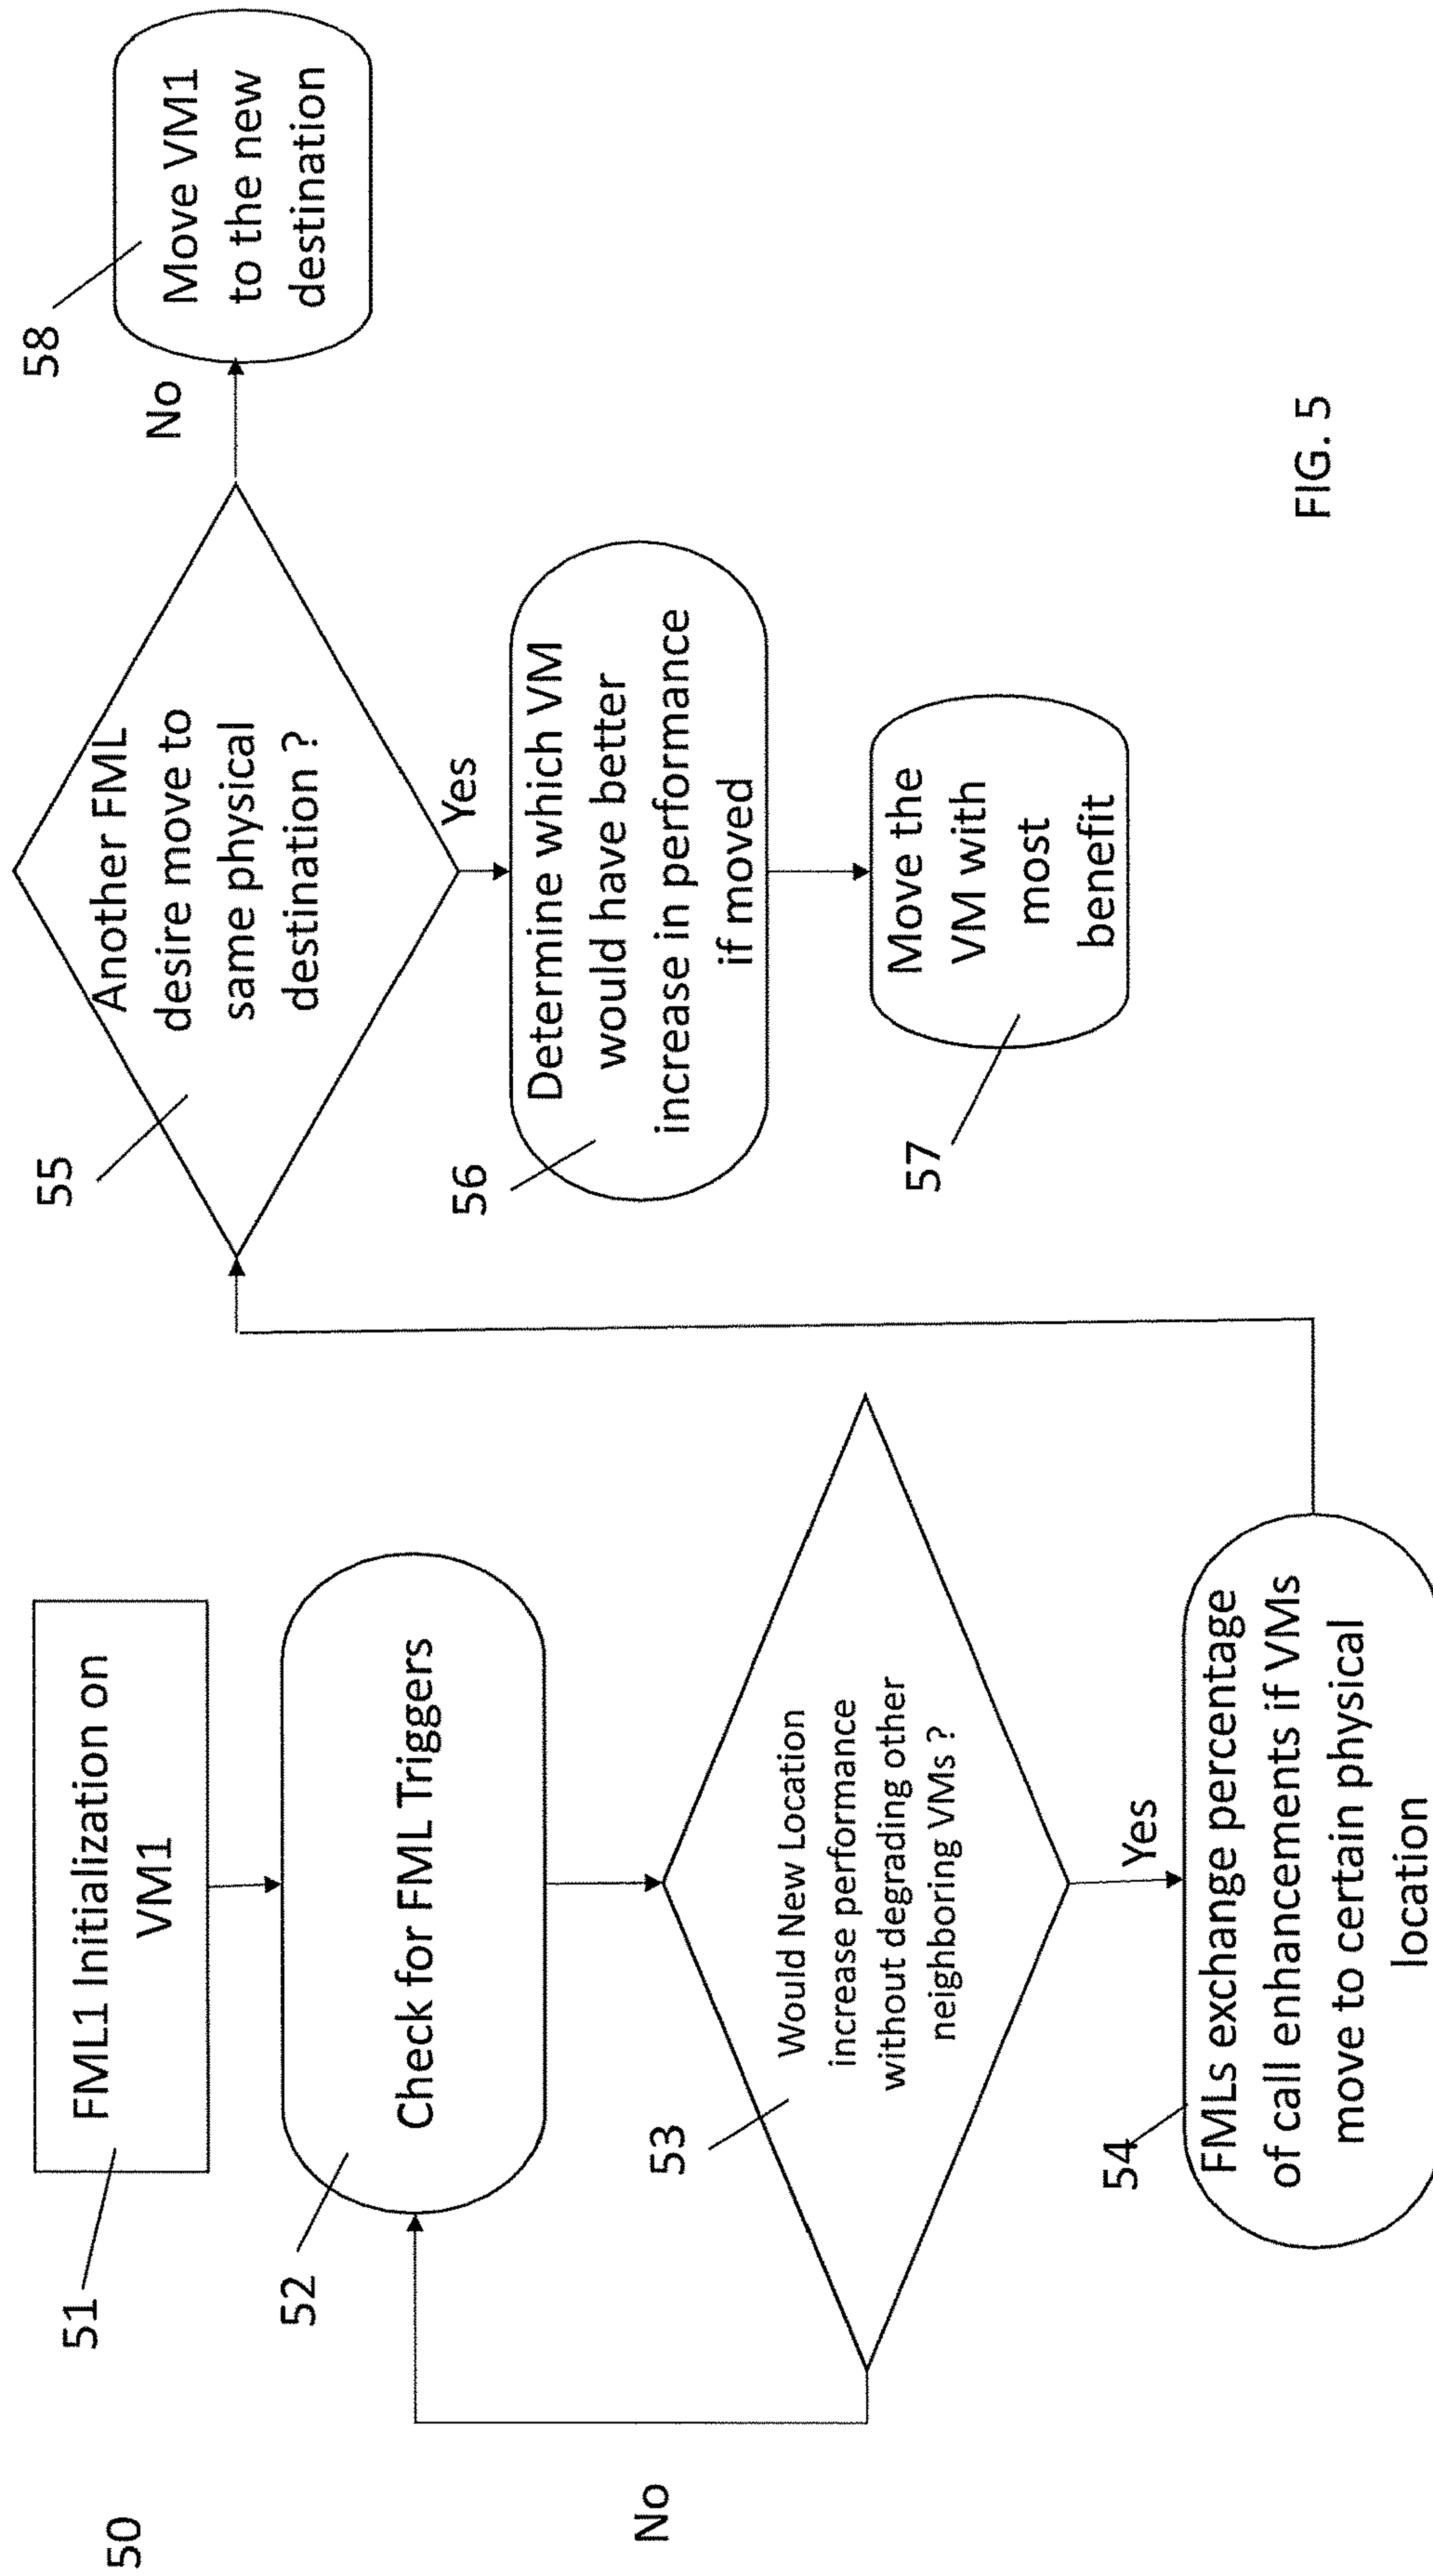 50
51
FML1 Initialization on
VM1
52
Check for FML Triggers
53
Would New Location
increase performance
without degrading other
neighboring VMs ?
No
Yes
54
FMLs exchange percentage
of call enhancements if VMs
move to certain physical
location
55
Another FML
desire move to
same physical
destination ?
No
58
Move VM1
to the new
destination
Yes
56
Determine which VM
would have better
increase in performance
if moved
57
Move the
VM with
most
benefit
FIG. 5